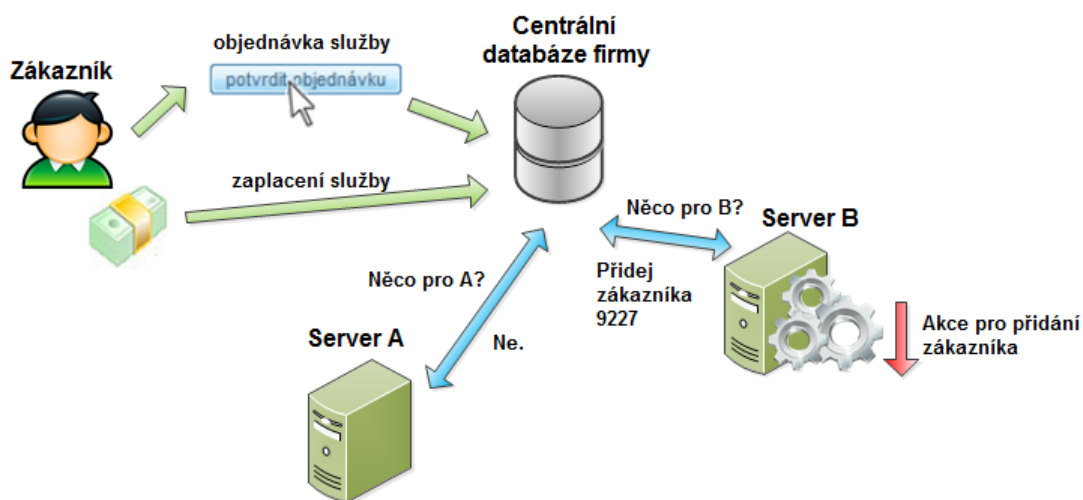 Zákazník
objednávka služby
potvrdit objednávku
Centrální
databáze firmy
zaplacení služby
Něco pro A?
Ne.
Server A
Něco pro B?
Přidej
zákazníka
9227
Server B
Akce pro přidání
zákazníka